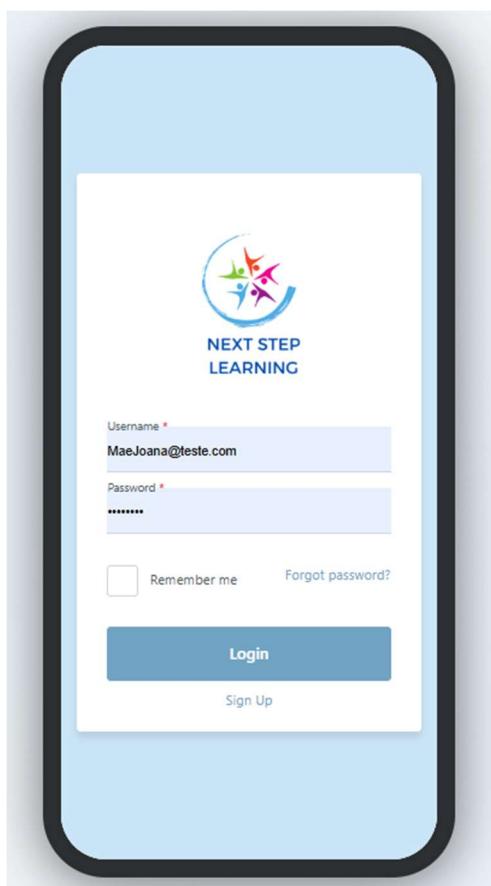 NEXT STEP
LEARNING
Username *
MaeJoana@teste.com
Password *
••••••••
Remember me
Forgot password?
Login
Sign Up